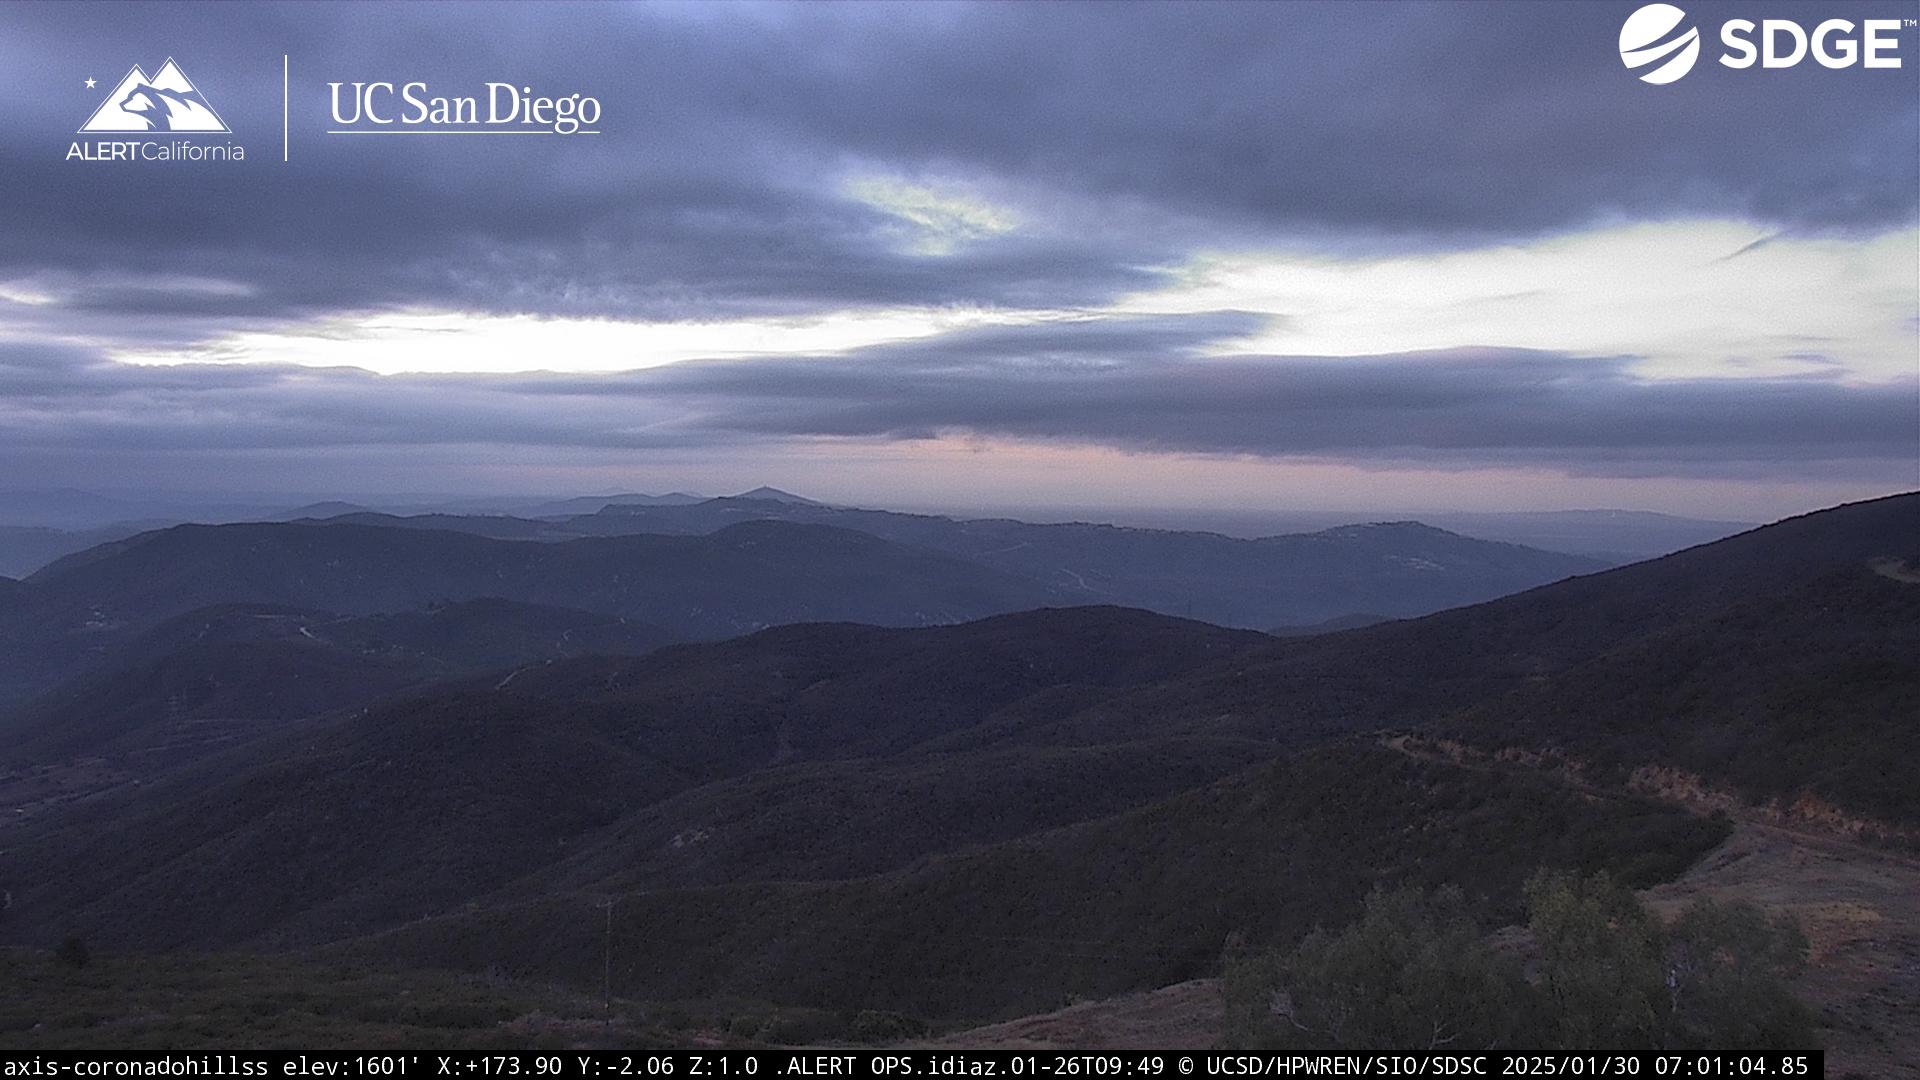 ALERTCalifornia
UC San Diego
SDGE™
axis-coronadohillss elev:1601' X:+173.90 Y:-2.06 Z:1.0 .ALERT OPS.idiaz.01-26T09:49 © UCSD/HPWREN/SIO/SDSC 2025/01/30 07:01:04.85